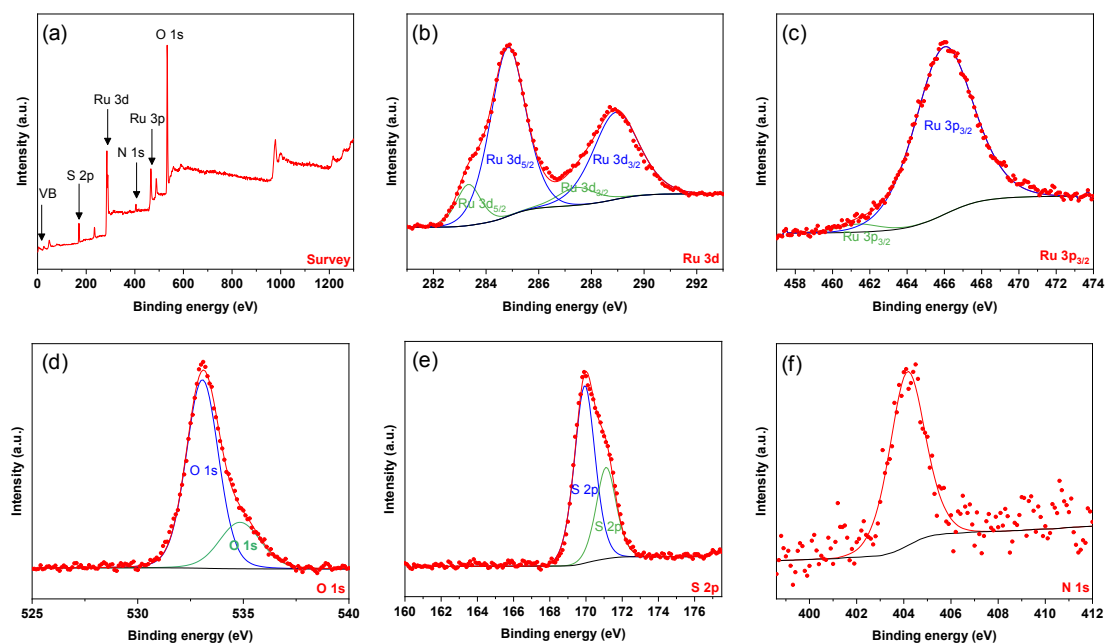 (a)
O 1s
Ru 3d
Ru 3p
N 1s
S 2p
VB
Survey
Intensity (a.u.)
0 200 400 600 800 1000 1200
Binding energy (eV)
(b)
Ru 3d5/2
Ru 3d3/2
Ru 3d3/2
Ru 3d5/2
Ru 3d
Intensity (a.u.)
282 284 286 288 290 292
Binding energy (eV)
(c)
Ru 3p3/2
Ru 3p3/2
Ru 3p3/2
Intensity (a.u.)
458 460 462 464 466 468 470 472 474
Binding energy (eV)
(d)
O 1s
O 1s
O 1s
Intensity (a.u.)
525 530 535 540
Binding energy (eV)
(e)
S 2p
S 2p
S 2p
Intensity (a.u.)
160 162 164 166 168 170 172 174 176
Binding energy (eV)
(f)
N 1s
Intensity (a.u.)
400 402 404 406 408 410 412
Binding energy (eV)